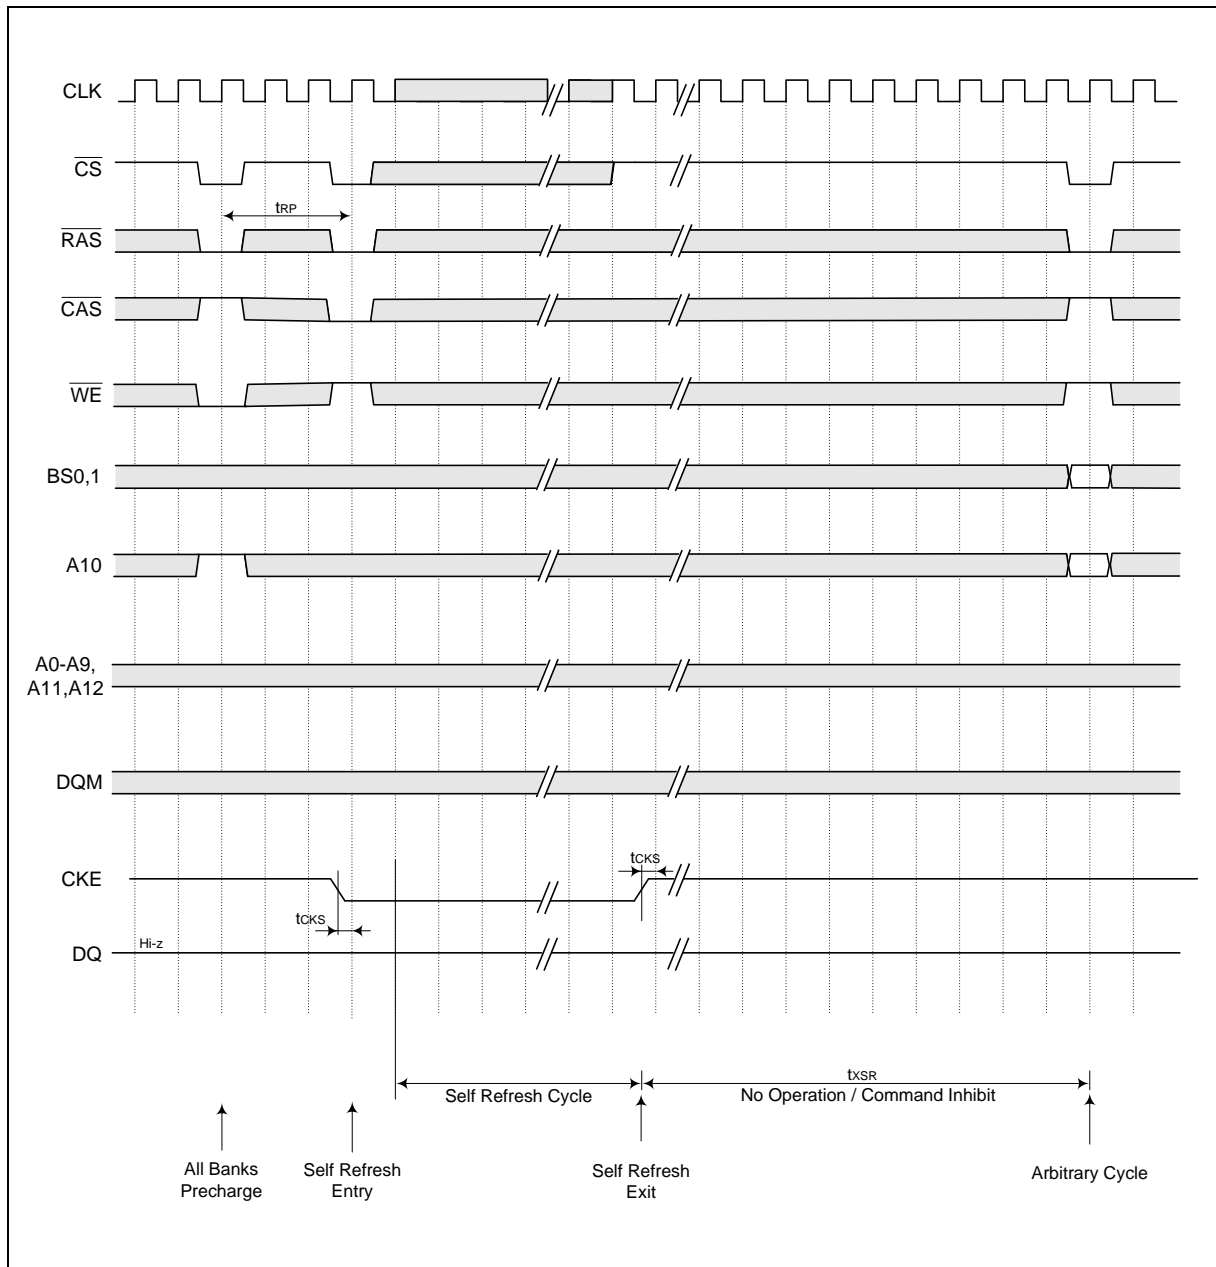 CLK
CS
tRP
RAS
CAS
WE
BS0,1
A10
A0-A9,
A11,A12
DQM
tCKS
CKE
tCKS
Hi-z
DQ
tXSR
Self Refresh Cycle
No Operation / Command Inhibit
All Banks
Precharge
Self Refresh
Entry
Self Refresh
Exit
Arbitrary Cycle